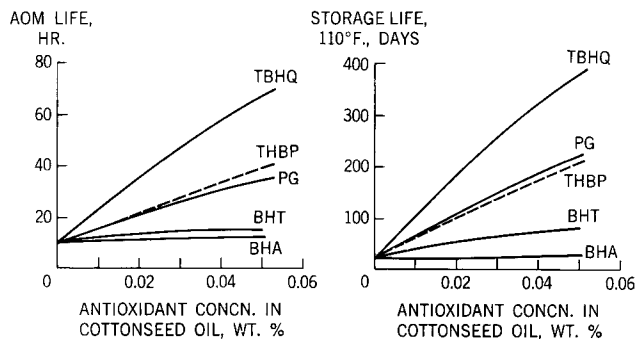 AOM LIFE,
HR.
80
60
40
20
0
TBHQ
THBP
PG
BHT
BHA
0.02
0.04
0.06
ANTIOXIDANT CONCN. IN
COTTONSEED OIL, WT. %
STORAGE LIFE,
110°F., DAYS
400
300
200
100
0
TBHQ
PG
THBP
BHT
BHA
0.02
0.04
0.06
ANTIOXIDANT CONCN. IN
COTTONSEED OIL, WT. %